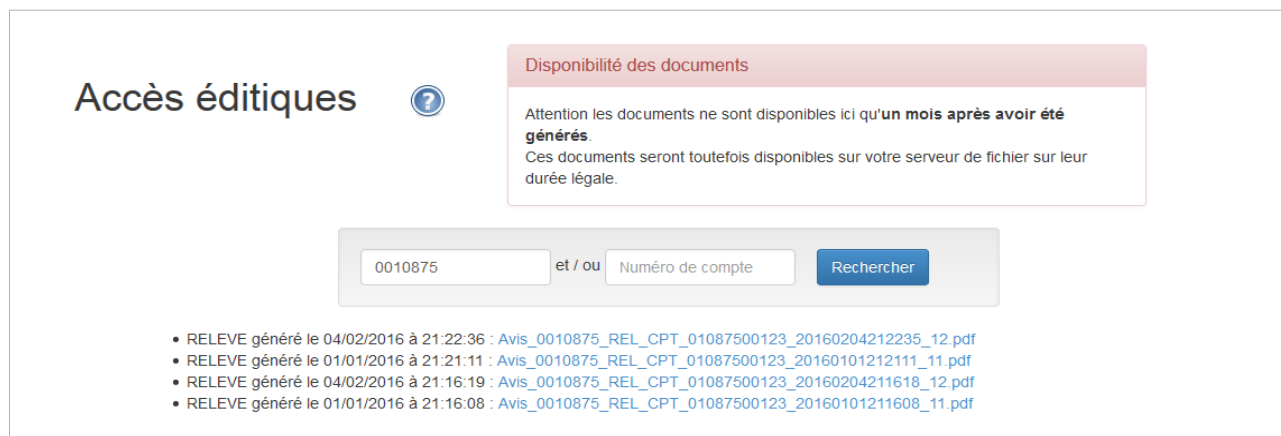 Accès éditiques
Disponibilité des documents
Attention les documents ne sont disponibles ici qu'un mois après avoir été
générés.
Ces documents seront toutefois disponibles sur votre serveur de fichier sur leur
durée légale.
0010875 et / ou Numéro de compte Rechercher
• RELEVE généré le 04/02/2016 à 21:22:36 : Avis_0010875_REL_CPT_01087500123_20160204212235_12.pdf
• RELEVE généré le 01/01/2016 à 21:21:11 : Avis_0010875_REL_CPT_01087500123_20160101212111_11.pdf
• RELEVE généré le 04/02/2016 à 21:16:19 : Avis_0010875_REL_CPT_01087500123_20160204211618_12.pdf
• RELEVE généré le 01/01/2016 à 21:16:08 : Avis_0010875_REL_CPT_01087500123_20160101211608_11.pdf